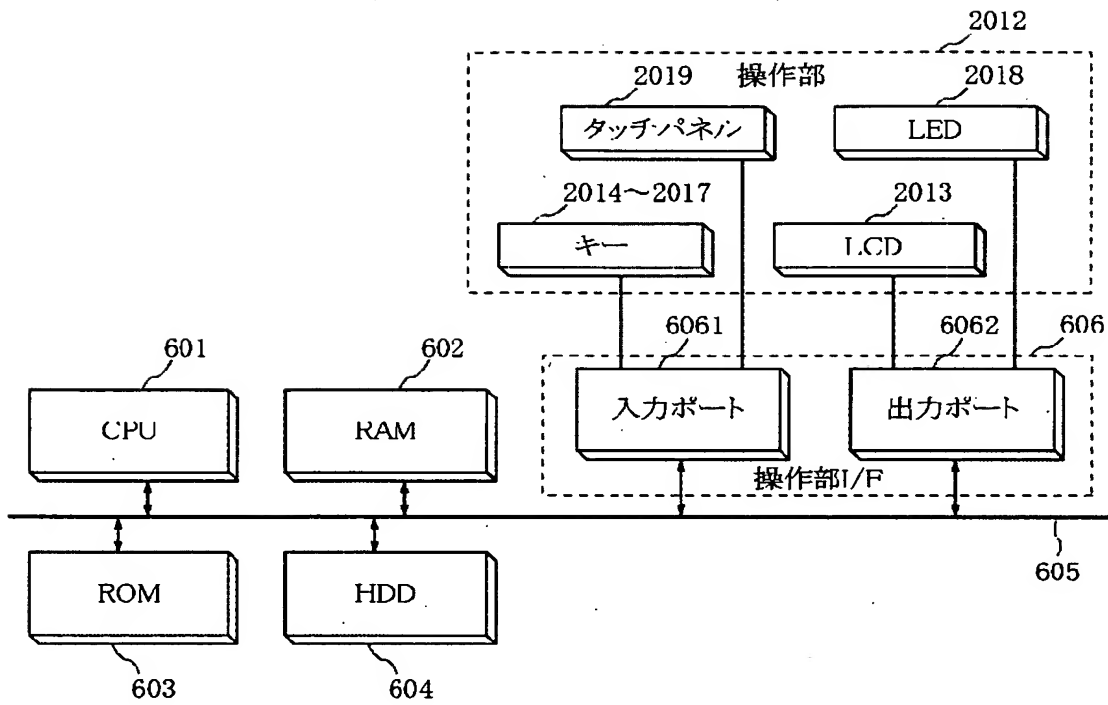 2012
操作部
2019
2018
タッチパネル
LED
2014～2017
2013
キー
LCD
6061
6062
606
601
602
入力ポート
出力ポート
CPU
RAM
操作部I/F
605
ROM
HDD
603
604